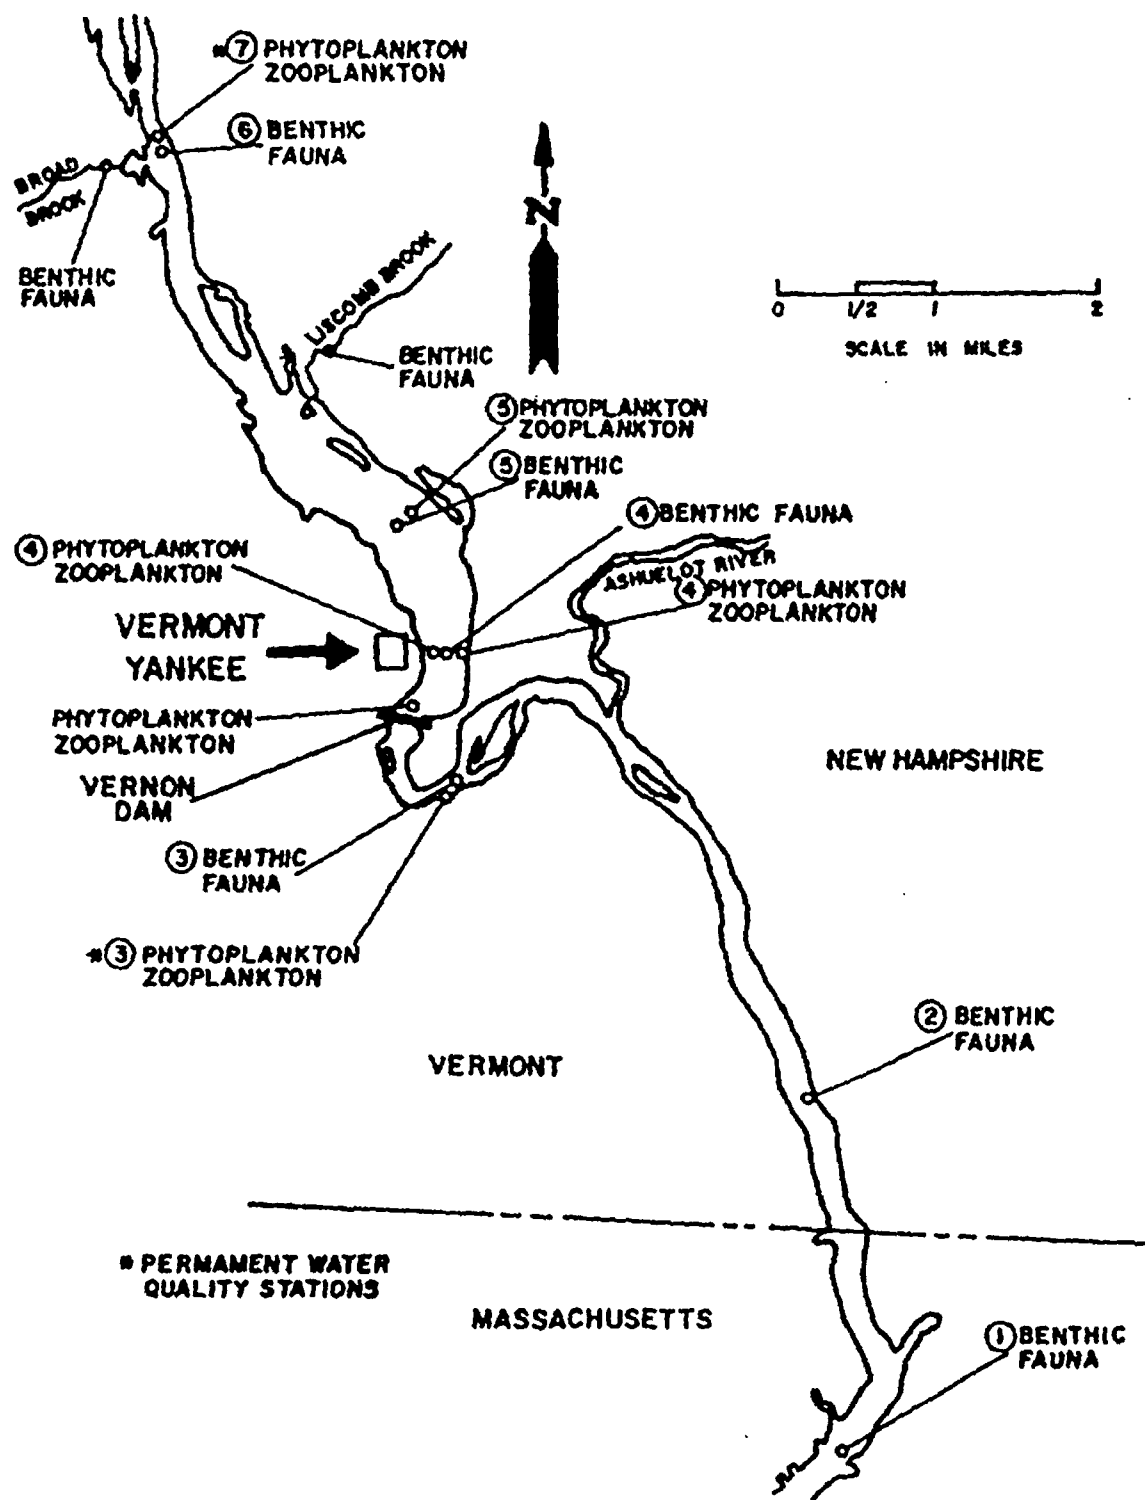 *⑦ PHYTOPLANKTON
ZOOPLANKTON
⑥ BENTHIC
FAUNA
BROAD
BROOK
BENTHIC
FAUNA
N
LISCOMB BROOK
BENTHIC
FAUNA
0 1/2 1 2
SCALE IN MILES
⑤ PHYTOPLANKTON
ZOOPLANKTON
⑤ BENTHIC
FAUNA
④ BENTHIC FAUNA
④ PHYTOPLANKTON
ZOOPLANKTON
ASHUELOT RIVER
④ PHYTOPLANKTON
ZOOPLANKTON
VERMONT
YANKEE
PHYTOPLANKTON
ZOOPLANKTON
VERNON
DAM
NEW HAMPSHIRE
③ BENTHIC
FAUNA
*③ PHYTOPLANKTON
ZOOPLANKTON
② BENTHIC
FAUNA
VERMONT
* PERMAMENT WATER
QUALITY STATIONS
MASSACHUSETTS
① BENTHIC
FAUNA